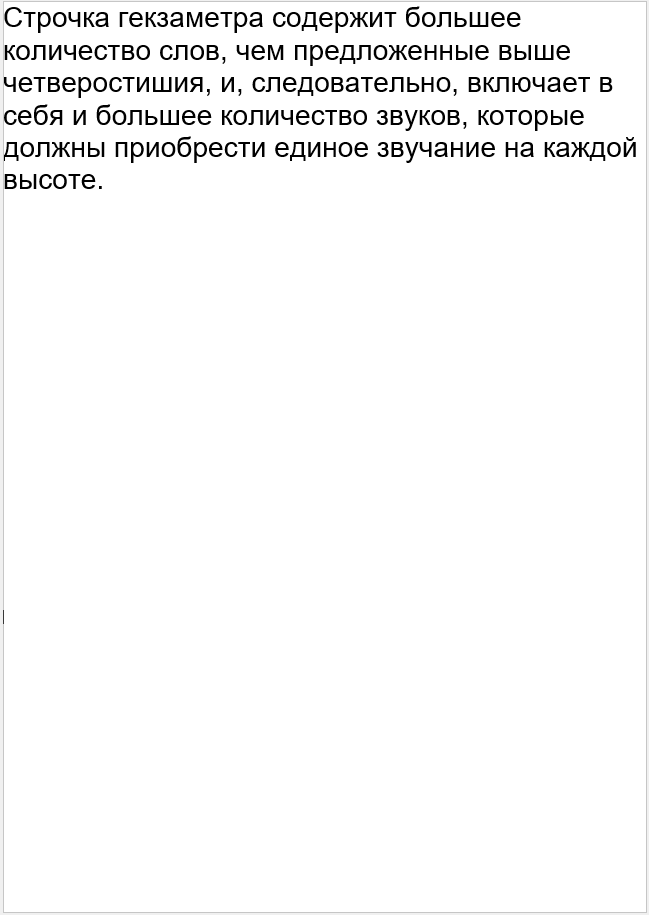 Строчка гекзаметра содержит большее
количество слов, чем предложенные выше
четверостишия, и, следовательно, включает в
себя и большее количество звуков, которые
должны приобрести единое звучание на каждой
высоте.